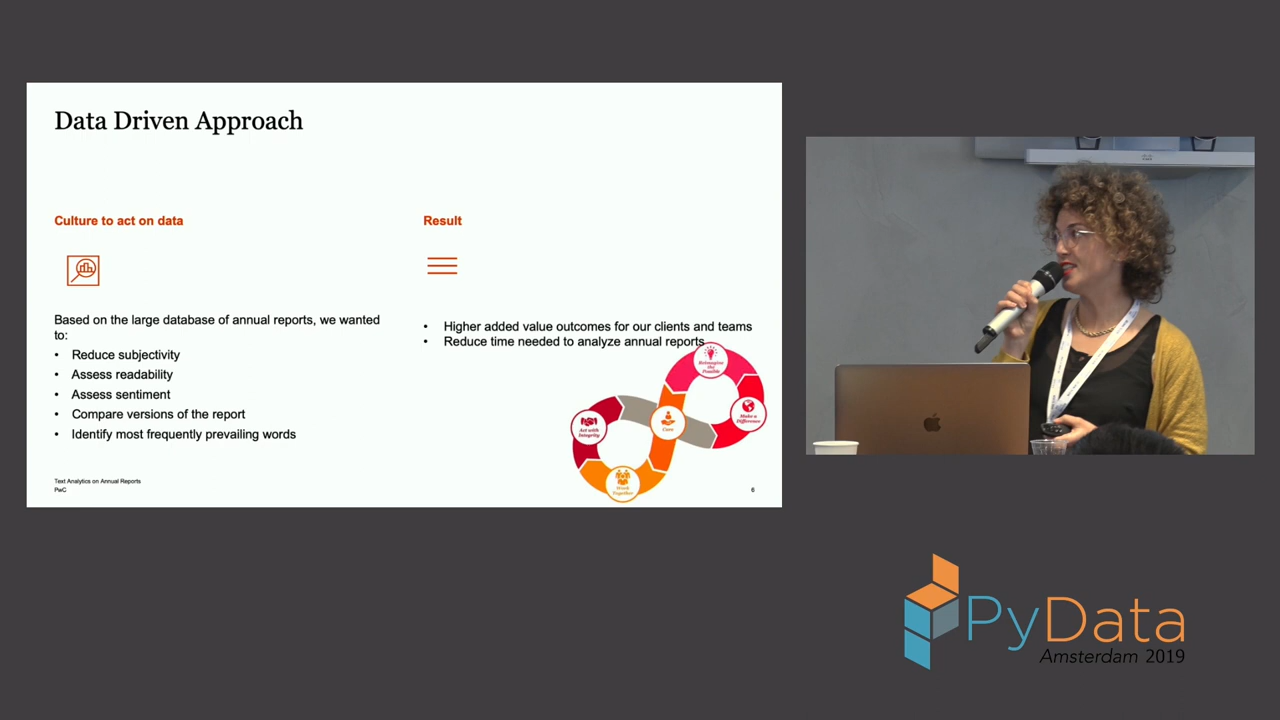 Data Driven Approach
Culture to act on data
Based on the large database of annual reports, we wanted
to:
• Reduce subjectivity
• Assess readability
• Assess sentiment
• Compare versions of the report
• Identify most frequently prevailing words
Result
• Higher added value outcomes for our clients and teams
• Reduce time needed to analyze annual reports
Reimagine
the
Possible
Make a
Difference
Care
Act with
Integrity
Work
Together
Text Analytics on Annual Reports
PwC
6
PyData
Amsterdam 2019